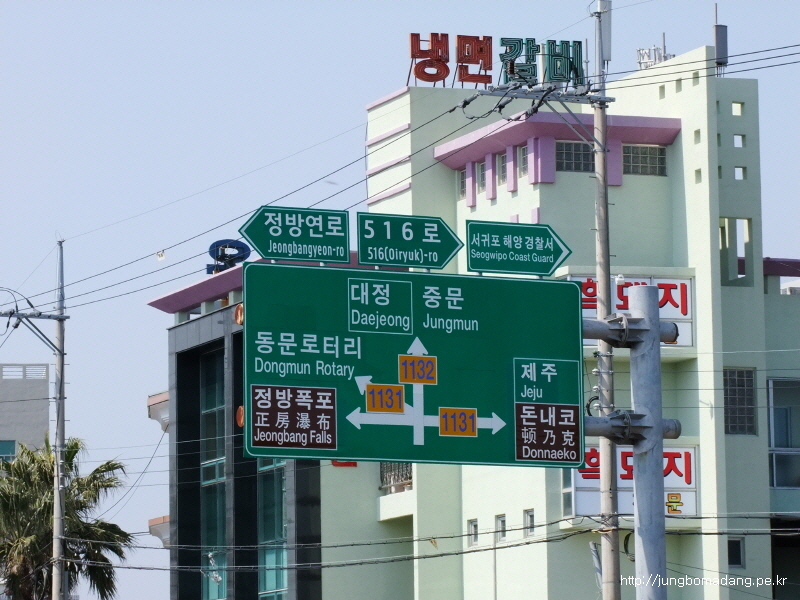 냉면 갈비
정방연로
Jeongbangyeon-ro
516로
516(Oiryuk)-ro
서귀포 해양경찰서
Seogwipo Coast Guard
대정
Daejeong
중문
Jungmun
동문로터리
Dongmun Rotary
정방폭포
正房瀑布
Jeongbang Falls
1132
1131
1131
제주
Jeju
돈내코
頓乃克
Donnaeko
흑돼지
흑돼지
문
http://jungbomadang.pe.kr